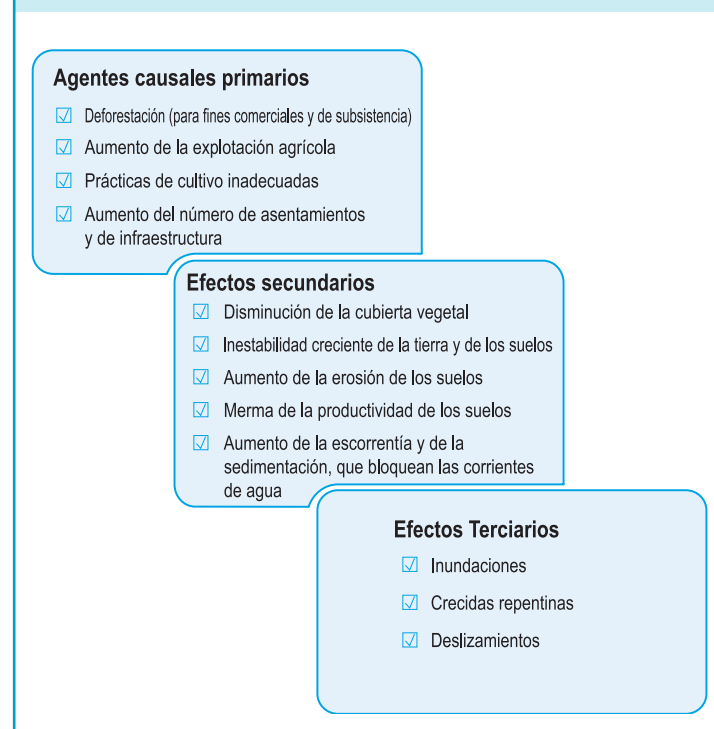 Agentes causales primarios
☑ Deforestación (para fines comerciales y de subsistencia)
☑ Aumento de la explotación agrícola
☑ Prácticas de cultivo inadecuadas
☑ Aumento del número de asentamientos
y de infraestructura
Efectos secundarios
☑ Disminución de la cubierta vegetal
☑ Inestabilidad creciente de la tierra y de los suelos
☑ Aumento de la erosión de los suelos
☑ Merma de la productividad de los suelos
☑ Aumento de la escorrentía y de la
sedimentación, que bloquean las corrientes
de agua
Efectos Terciarios
☑ Inundaciones
☑ Crecidas repentinas
☑ Deslizamientos